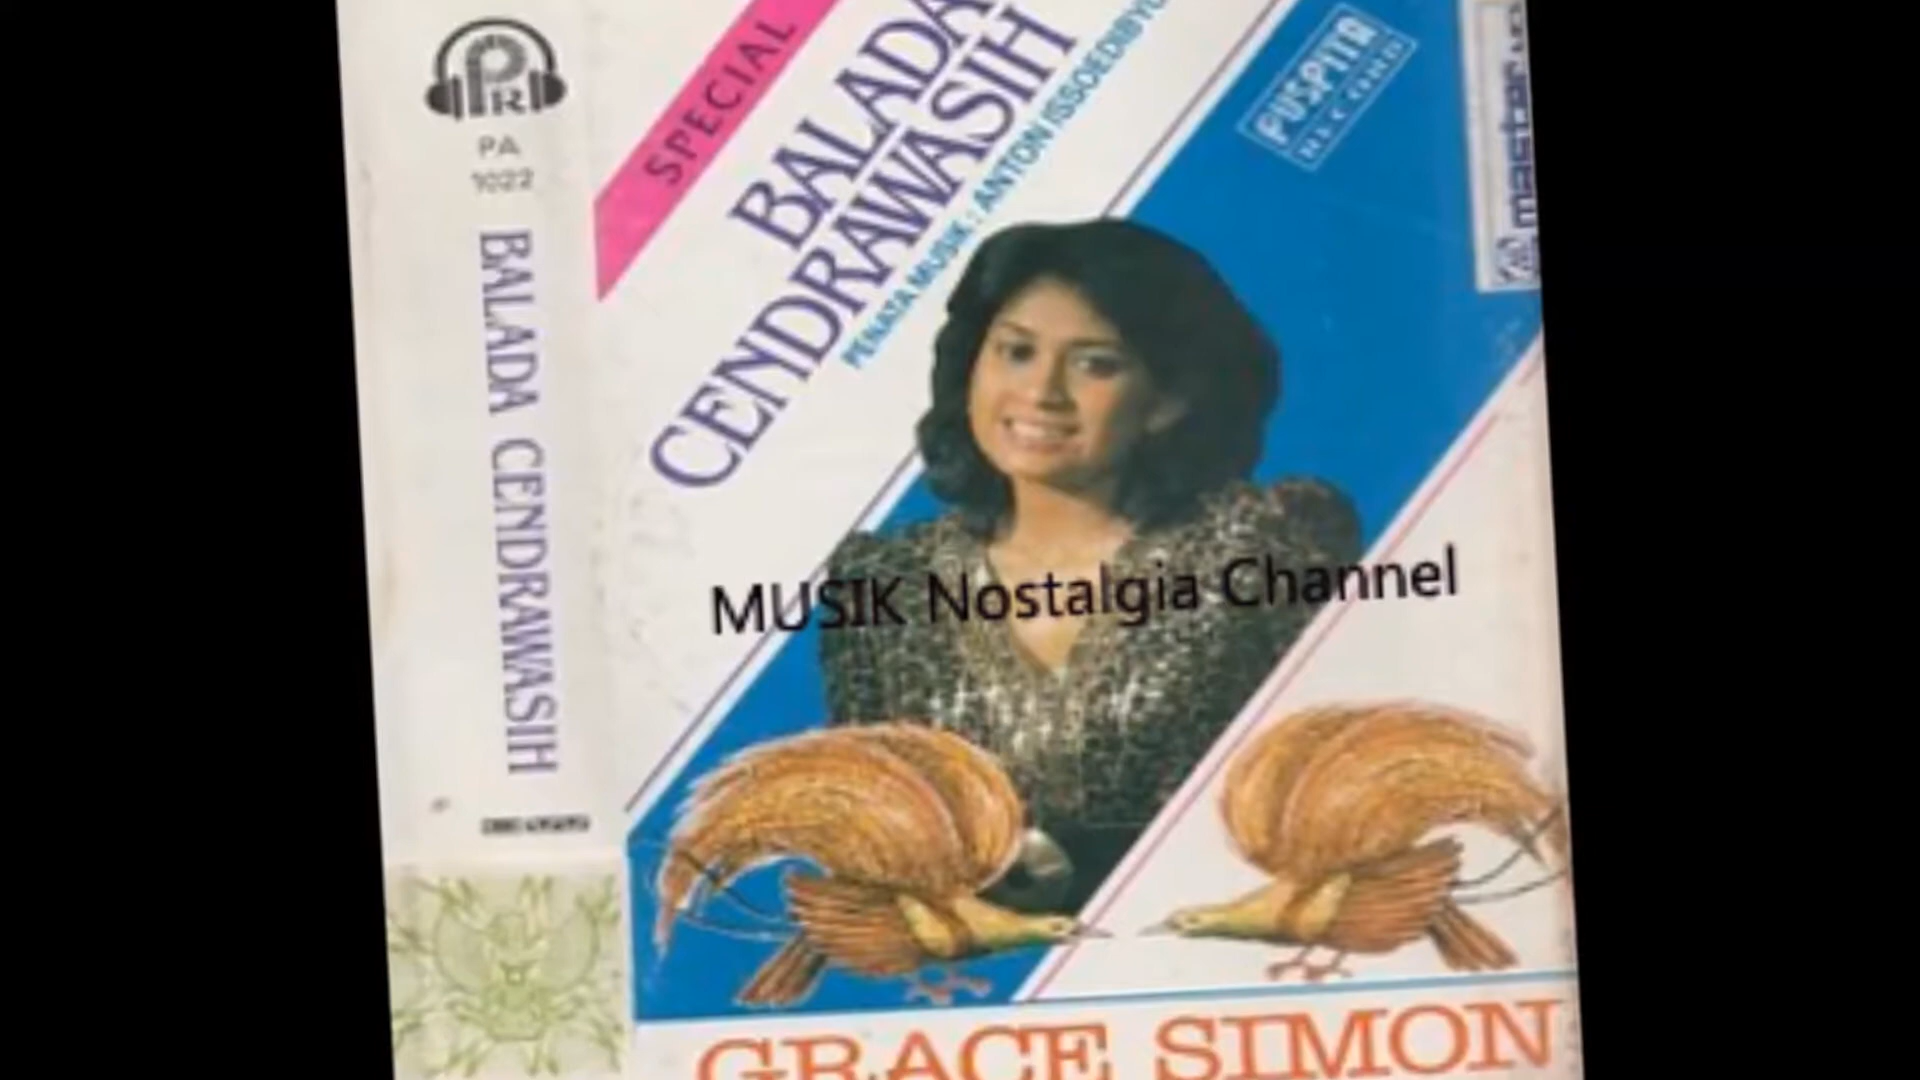 PR
PA
1022
BALADA CENDRAWASIH
SPECIAL
BALADA
CENDRAWASIH
PENATA MUSIK : ANTON ISSOEDIBYO
PUSPITA
RECORD
master
MUSIK Nostalgia Channel
GRACE SIMON